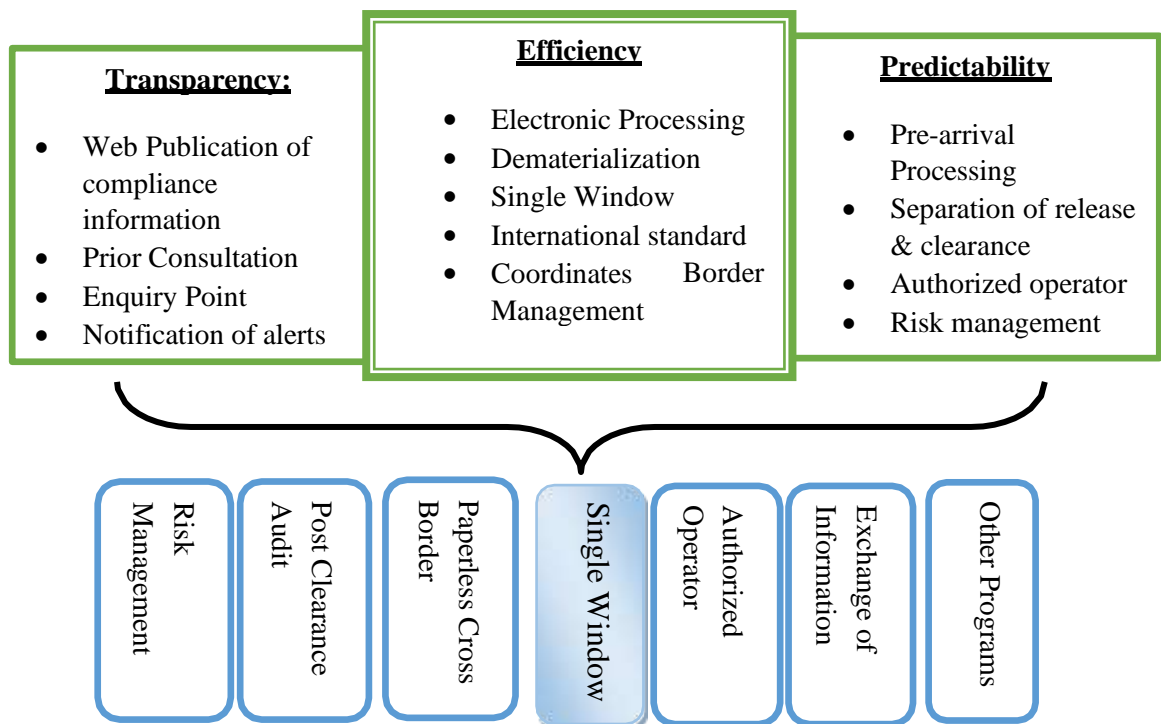 Transparency:
• Web Publication of
compliance
information
• Prior Consultation
• Enquiry Point
• Notification of alerts
Efficiency
• Electronic Processing
• Dematerialization
• Single Window
• International standard
• Coordinates Border
Management
Predictability
• Pre-arrival
Processing
• Separation of release
& clearance
• Authorized operator
• Risk management
Risk
Management
Post Clearance
Audit
Paperless Cross
Border
Single Window
Authorized
Operator
Exchange of
Information
Other Programs